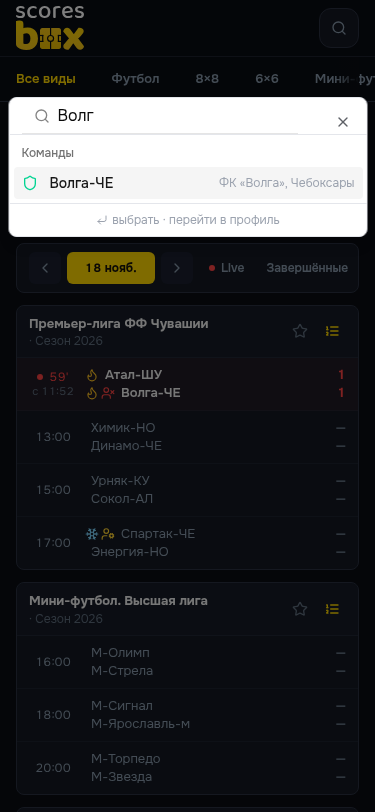 scores
box
Все виды Футбол 8×8 6×6 Мини-фут
Волг
Команды
Волга-ЧЕ ФК «Волга», Чебоксары
выбрать · перейти в профиль
18 нояб. Live Завершённые
Премьер-лига ФФ Чувашии
· Сезон 2026
59' Атал-ШУ 1
с 11:52 Волга-ЧЕ 1
13:00 Химик-НО –
Динамо-ЧЕ –
15:00 Урняк-КУ –
Сокол-АЛ –
17:00 Спартак-ЧЕ –
Энергия-НО –
Мини-футбол. Высшая лига
· Сезон 2026
16:00 М-Олимп –
М-Стрела –
18:00 М-Сигнал –
М-Ярославль-м –
20:00 М-Торпедо –
М-Звезда –